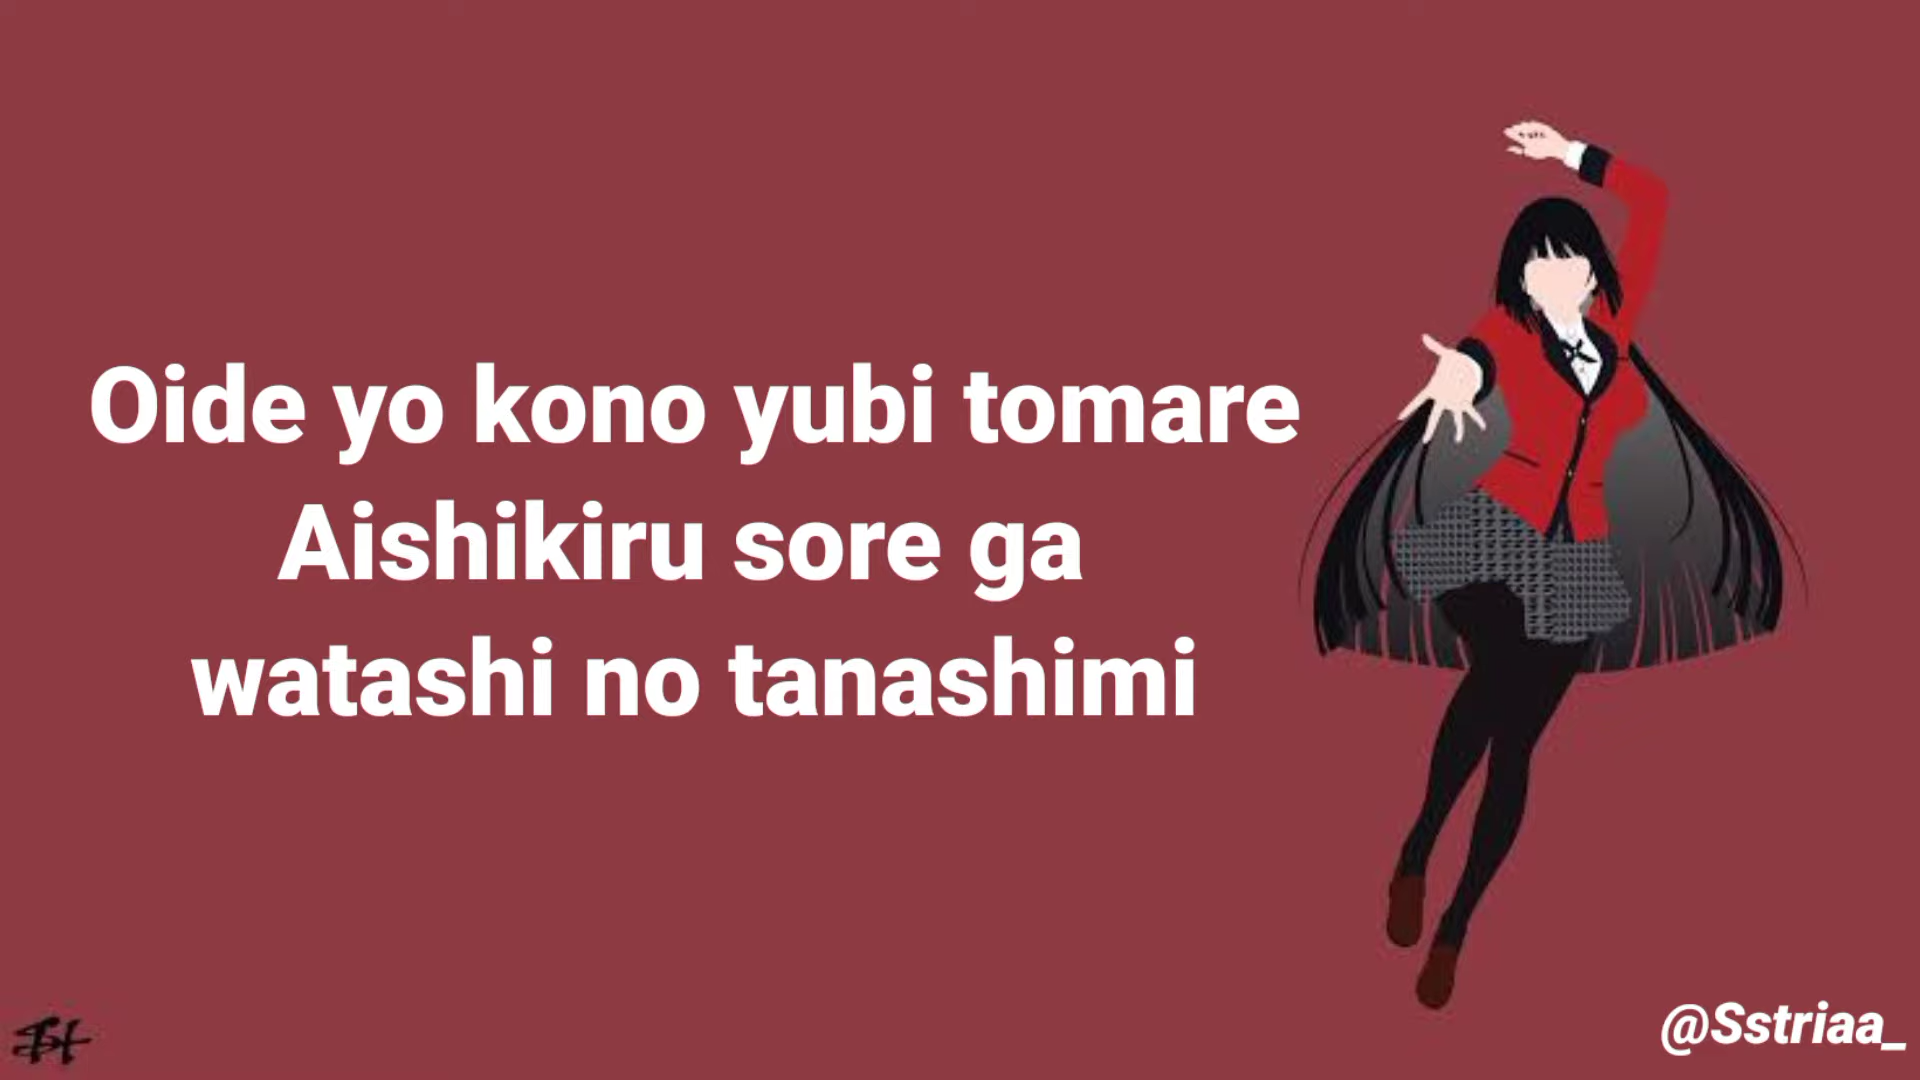 Oide yo kono yubi tomare
Aishikiru sore ga
watashi no tanashimi
@Sstriaa_